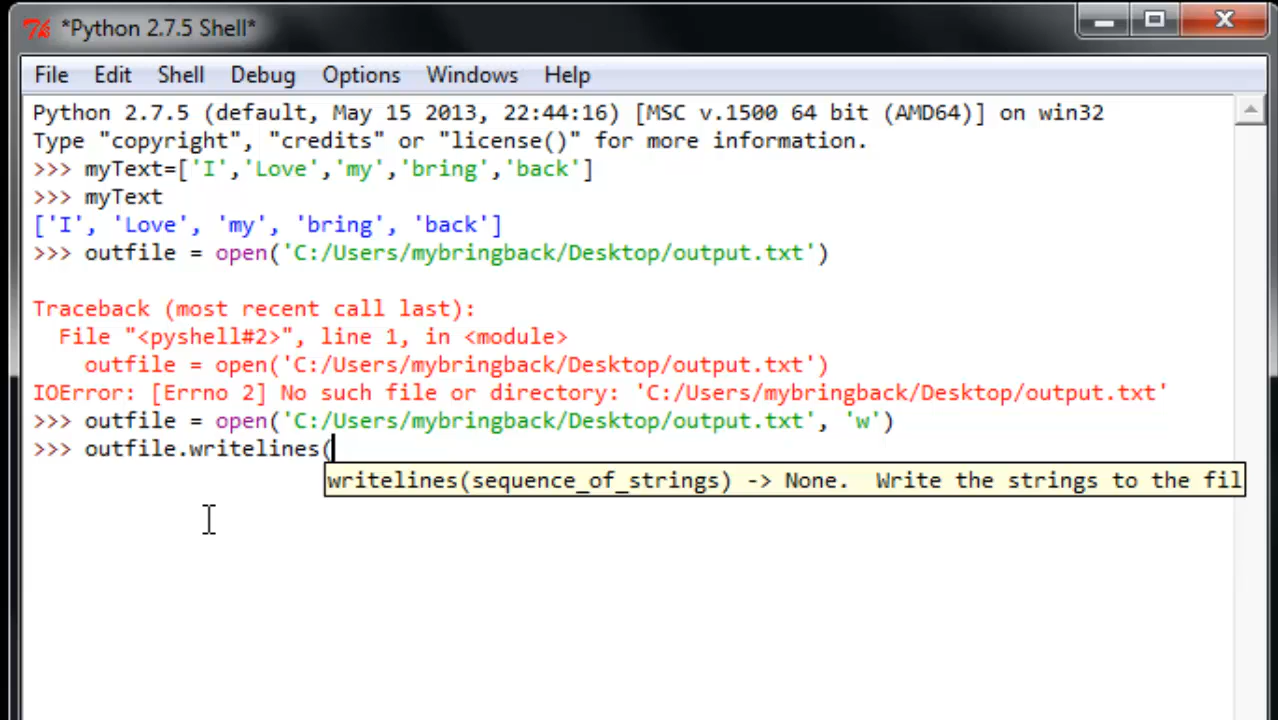 *Python 2.7.5 Shell*
File Edit Shell Debug Options Windows Help
Python 2.7.5 (default, May 15 2013, 22:44:16) [MSC v.1500 64 bit (AMD64)] on win32
Type "copyright", "credits" or "license()" for more information.
>>> myText=['I','Love','my','bring','back']
>>> myText
['I', 'Love', 'my', 'bring', 'back']
>>> outfile = open('C:/Users/mybringback/Desktop/output.txt')
Traceback (most recent call last):
  File "<pyshell#2>", line 1, in <module>
    outfile = open('C:/Users/mybringback/Desktop/output.txt')
IOError: [Errno 2] No such file or directory: 'C:/Users/mybringback/Desktop/output.txt'
>>> outfile = open('C:/Users/mybringback/Desktop/output.txt', 'w')
>>> outfile.writelines(
writelines(sequence_of_strings) -> None.  Write the strings to the fil